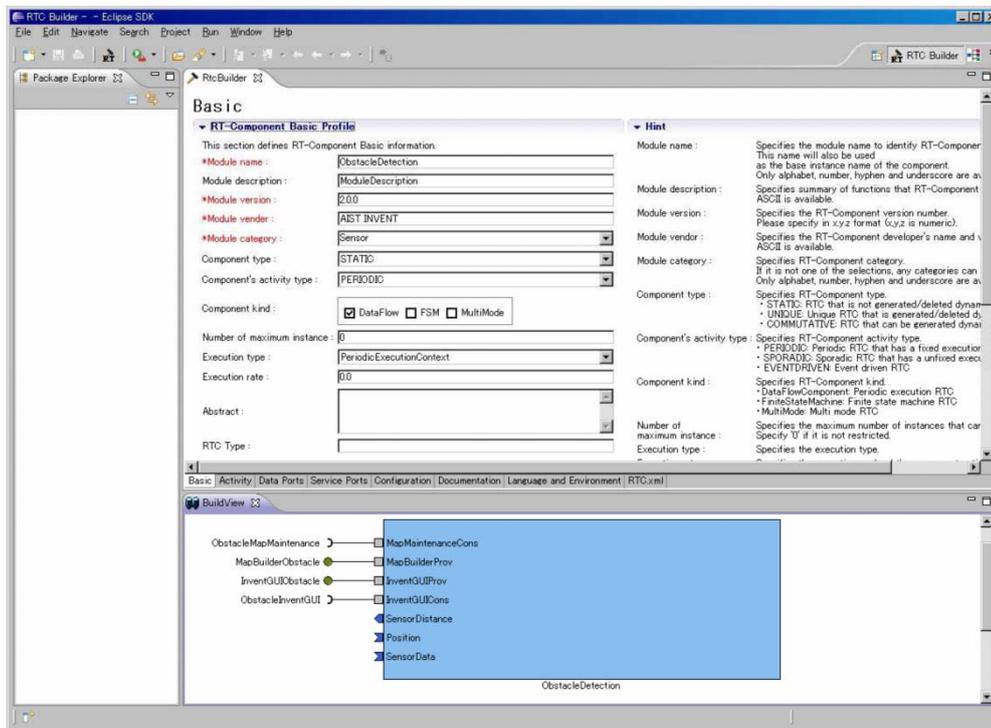 RTC Builder - - Eclipse SDK
File Edit Navigate Search Project Run Window Help
RTC Builder
Package Explorer
RtcBuilder
Basic
RT-Component Basic Profile
This section defines RT-Component Basic information.
*Module name : ObstacleDetection
Module description : ModuleDescription
*Module version : 2.0.0
*Module vender : AIST INVENT
*Module category : Sensor
Component type : STATIC
Component's activity type : PERIODIC
Component kind : DataFlow FSM MultiMode
Number of maximum instance : 0
Execution type : PeriodicExecutionContext
Execution rate : 0.0
Abstract :
RTC Type :
Hint
Module name : Specifies the module name to identify RT-Componer
This name will also be used
as the base instance name of the component.
Only alphabet, number, hyphen and underscore are av
Module description : Specifies summary of functions that RT-Component
ASCII is available.
Module version : Specifies the RT-Component version number.
Please specify in x.y.z format (x,y,z is numeric).
Module vendor : Specifies the RT-Component developer's name and v
ASCII is available.
Module category : Specifies RT-Component category.
If it is not one of the selections, any categories can
Only alphabet, number, hyphen and underscore are av
Component type : Specifies RT-Component type.
・STATIC: RTC that is not generated/deleted dynam
・UNIQUE: Unique RTC that is generated/deleted dy
・COMMUTATIVE: RTC that can be generated dynai
Component's activity type : Specifies RT-Component activity type.
・PERIODIC: Periodic RTC that has a fixed execution
・SPORADIC: Sporadic RTC that has a unfixed execu
・EVENTDRIVEN: Event driven RTC
Component kind : Specifies RT-Component kind.
・DataFlowComponent: Periodic execution RTC
・FiniteStateMachine: Finite state machine RTC
・MultiMode: Multi mode RTC
Number of
maximum instance : Specifies the maximum number of instances that car
Specify '0' if it is not restricted.
Execution type : Specifies the execution type.
Basic Activity Data Ports Service Ports Configuration Documentation Language and Environment RTC.xml
BuildView
ObstacleMapMaintenance MapMaintenanceCons
MapBuilderObstacle MapBuilderProv
InventGUIObstacle InventGUIProv
ObstacleInventGUI InventGUICons
SensorDistance
Position
SensorData
ObstacleDetection